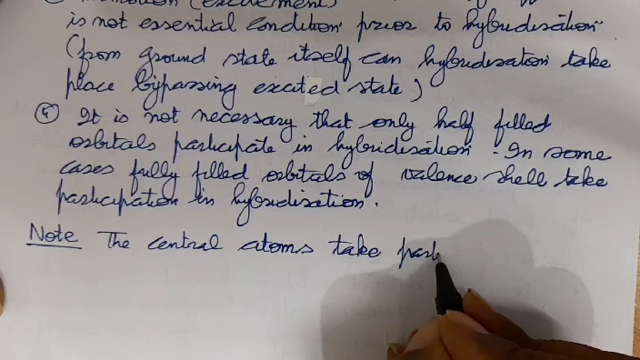 (excitement)
is not essential condition prior to hybridisation
(from ground state itself can hybridisation take
place bypassing excited state)
④ It is not necessary that only half filled
orbitals participate in hybridisation. In some
cases fully filled orbitals of valence shell take
participation in hybridisation.
Note The central atoms take part